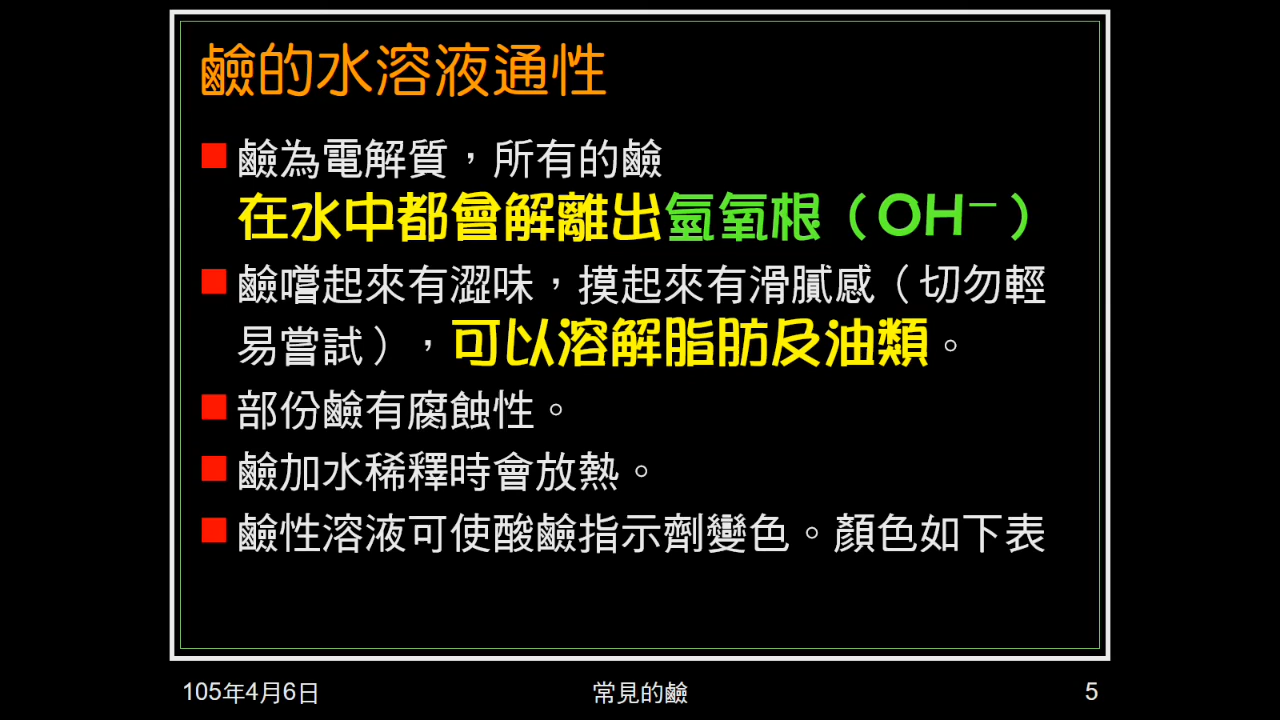 鹼的水溶液通性
鹼為電解質，所有的鹼
在水中都會解離出氫氧根（OH－）
鹼嚐起來有澀味，摸起來有滑膩感（切勿輕
易嘗試），可以溶解脂肪及油類。
部份鹼有腐蝕性。
鹼加水稀釋時會放熱。
鹼性溶液可使酸鹼指示劑變色。顏色如下表
105年4月6日
常見的鹼
5